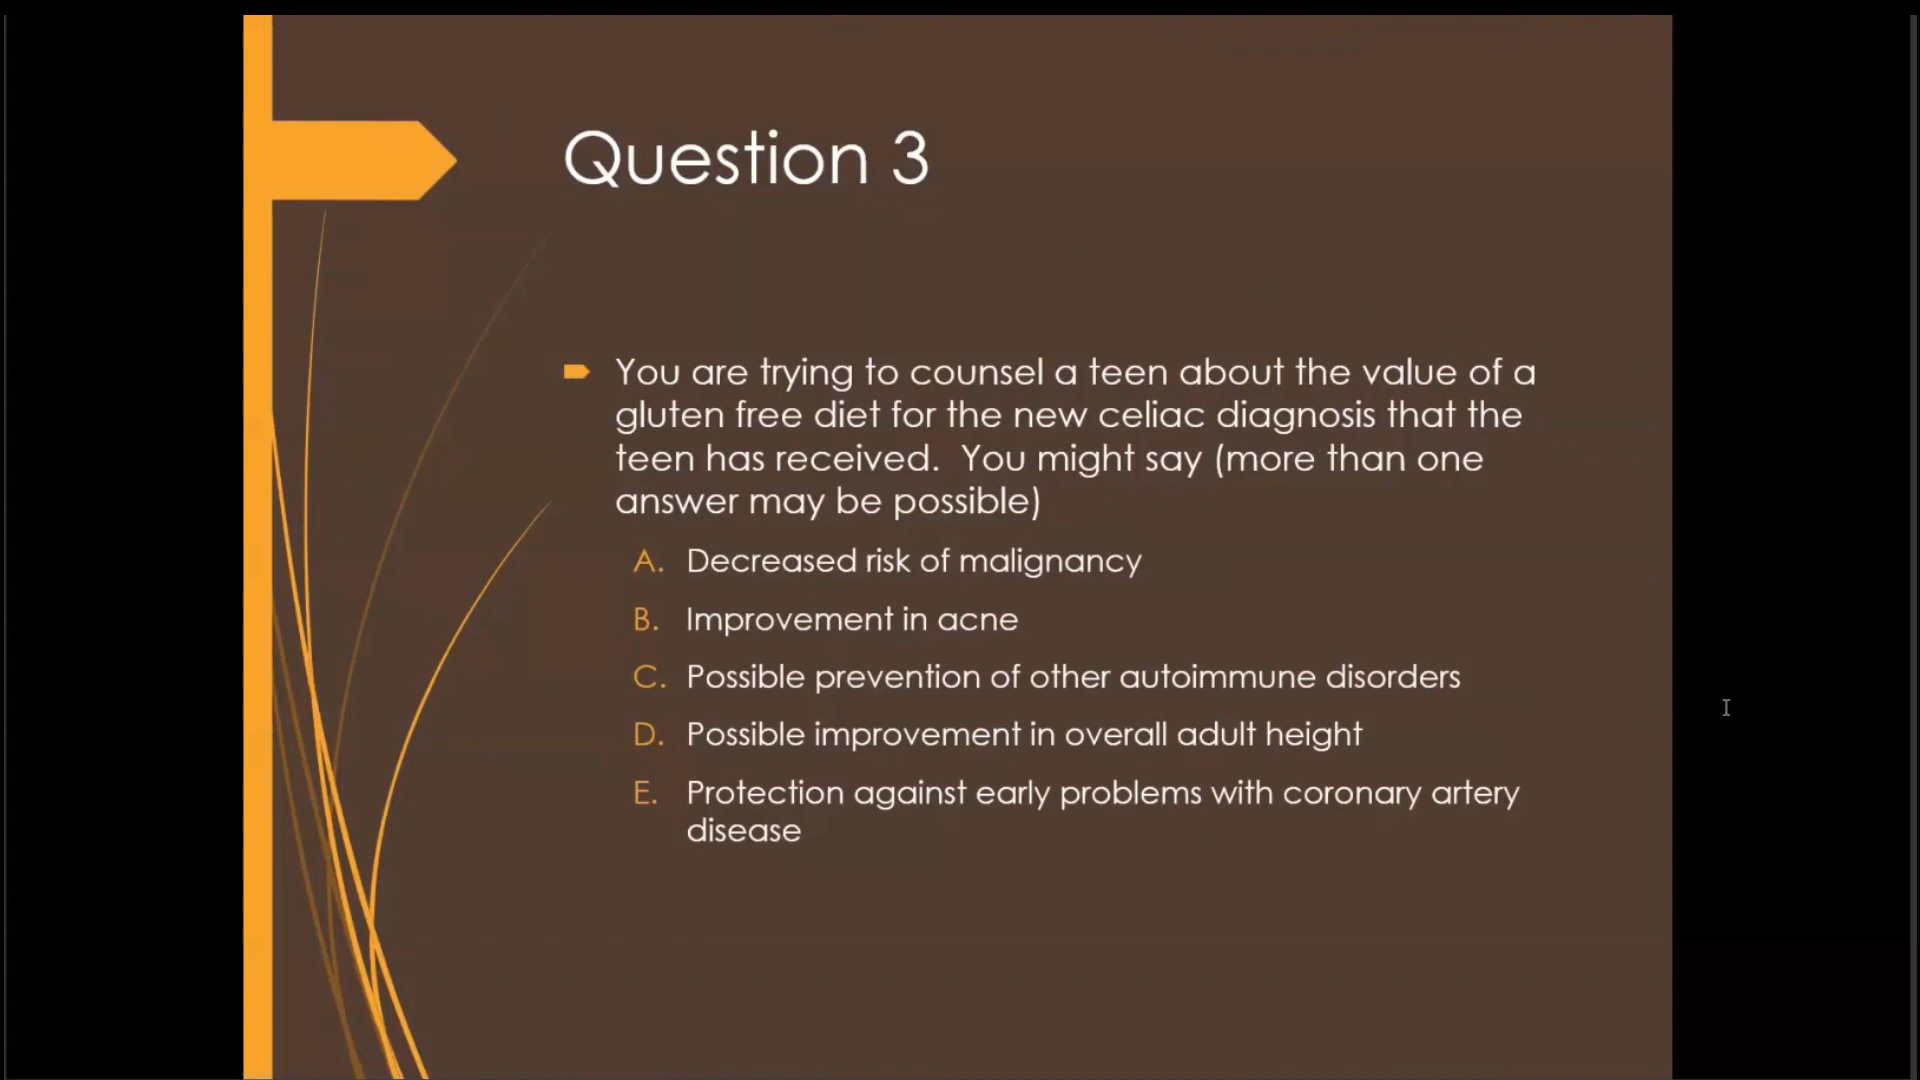 Question 3
You are trying to counsel a teen about the value of a
gluten free diet for the new celiac diagnosis that the
teen has received.  You might say (more than one
answer may be possible)
A. Decreased risk of malignancy
B. Improvement in acne
C. Possible prevention of other autoimmune disorders
D. Possible improvement in overall adult height
E. Protection against early problems with coronary artery
disease